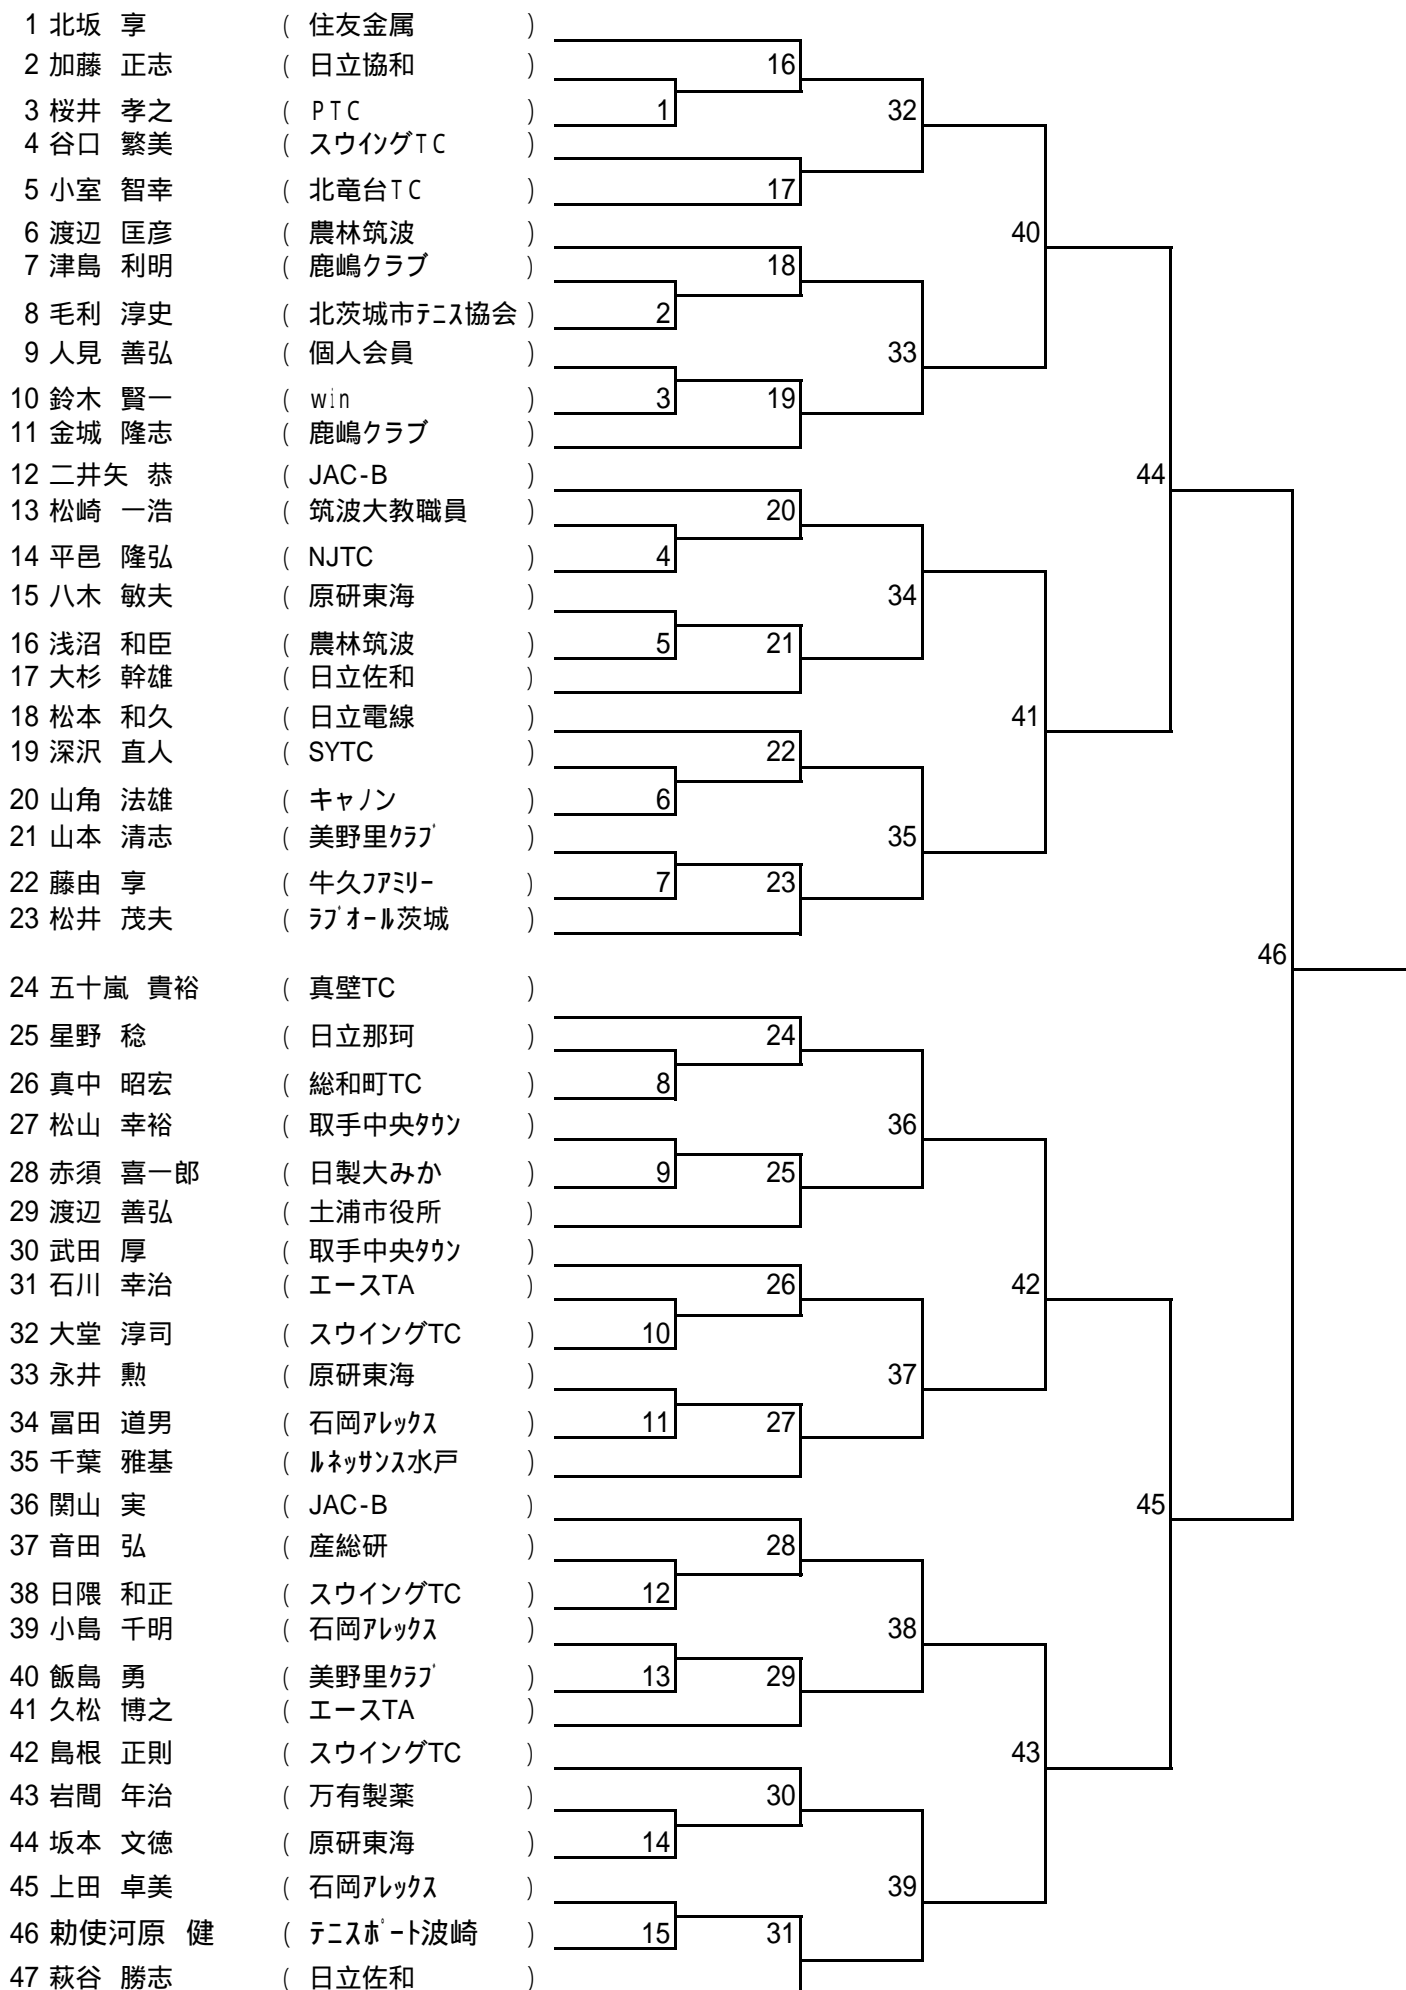 1 北坂 享 ( 住友金属 )
2 加藤 正志 ( 日立協和 ) 16
3 桜井 孝之 ( PTC ) 1 32
4 谷口 繁美 ( スウイングTC )
5 小室 智幸 ( 北竜台TC ) 17
6 渡辺 匡彦 ( 農林筑波 ) 40
7 津島 利明 ( 鹿嶋クラブ ) 18
8 毛利 淳史 ( 北茨城市ﾃﾆｽ協会 ) 2
9 人見 善弘 ( 個人会員 ) 33
10 鈴木 賢一 ( win ) 3 19
11 金城 隆志 ( 鹿嶋クラブ )
12 二井矢 恭 ( JAC-B ) 44
13 松崎 一浩 ( 筑波大教職員 ) 20
14 平邑 隆弘 ( NJTC ) 4
15 八木 敏夫 ( 原研東海 ) 34
16 浅沼 和臣 ( 農林筑波 ) 5 21
17 大杉 幹雄 ( 日立佐和 )
18 松本 和久 ( 日立電線 ) 41
19 深沢 直人 ( SYTC ) 22
20 山角 法雄 ( キャノン ) 6
21 山本 清志 ( 美野里ｸﾗﾌﾞ ) 35
22 藤由 享 ( 牛久ﾌｱﾐﾘｰ ) 7 23
23 松井 茂夫 ( ﾗﾌﾞｵｰﾙ茨城 )
46
24 五十嵐 貴裕 ( 真壁TC )
25 星野 稔 ( 日立那珂 ) 24
26 真中 昭宏 ( 総和町TC ) 8
27 松山 幸裕 ( 取手中央ﾀｳﾝ ) 36
28 赤須 喜一郎 ( 日製大みか ) 9 25
29 渡辺 善弘 ( 土浦市役所 )
30 武田 厚 ( 取手中央ﾀｳﾝ )
31 石川 幸治 ( エースTA ) 26 42
32 大堂 淳司 ( スウイングTC ) 10
33 永井 勲 ( 原研東海 ) 37
34 冨田 道男 ( 石岡ｱﾚｯｸｽ ) 11 27
35 千葉 雅基 ( ﾙﾈｯｻﾝｽ水戸 )
36 関山 実 ( JAC-B ) 45
37 音田 弘 ( 産総研 ) 28
38 日隈 和正 ( スウイングTC ) 12
39 小島 千明 ( 石岡ｱﾚｯｸｽ ) 38
40 飯島 勇 ( 美野里ｸﾗﾌﾞ ) 13 29
41 久松 博之 ( エースTA )
42 島根 正則 ( スウイングTC ) 43
43 岩間 年治 ( 万有製薬 ) 30
44 坂本 文徳 ( 原研東海 ) 14
45 上田 卓美 ( 石岡ｱﾚｯｸｽ ) 39
46 勅使河原 健 ( ﾃﾆｽﾎﾟｰﾄ波崎 ) 15 31
47 萩谷 勝志 ( 日立佐和 )